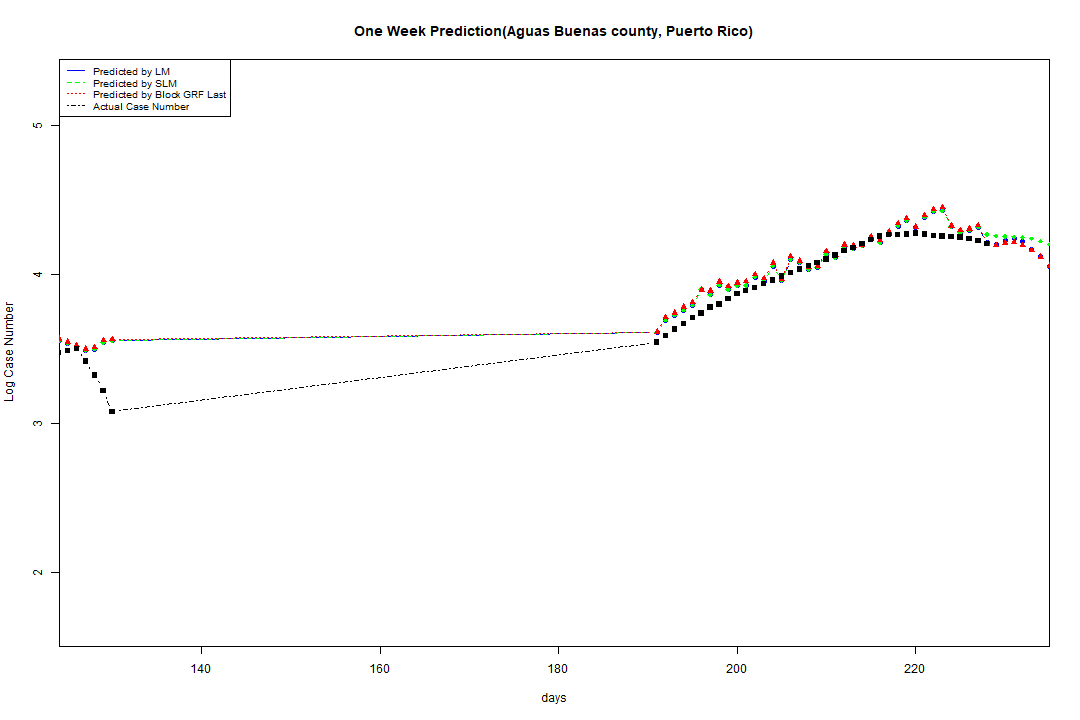 One Week Prediction(Aguas Buenas county, Puerto Rico)
Predicted by LM
Predicted by SLM
Predicted by Block GRF Last
Actual Case Number
5
4
3
2
Log Case Number
140 160 180 200 220
days